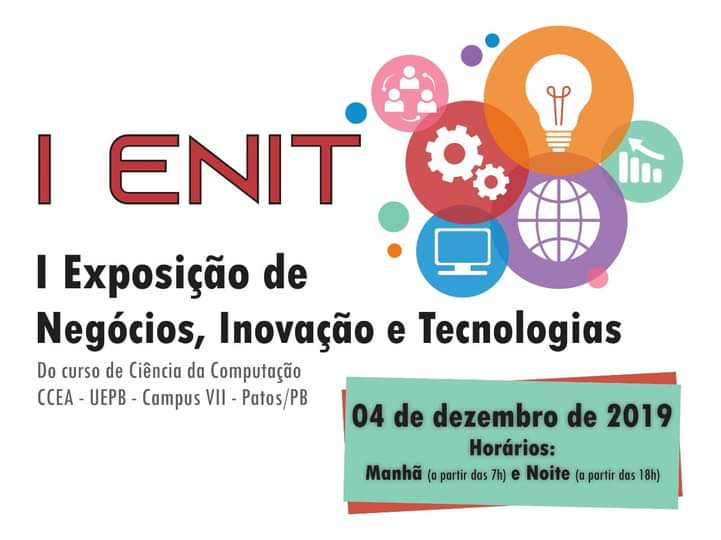 I ENIT
I Exposição de
Negócios, Inovação e Tecnologias
Do curso de Ciência da Computação
CCEA - UEPB - Campus VII - Patos/PB
04 de dezembro de 2019
Horários:
Manhã (a partir das 7h) e Noite (a partir das 18h)